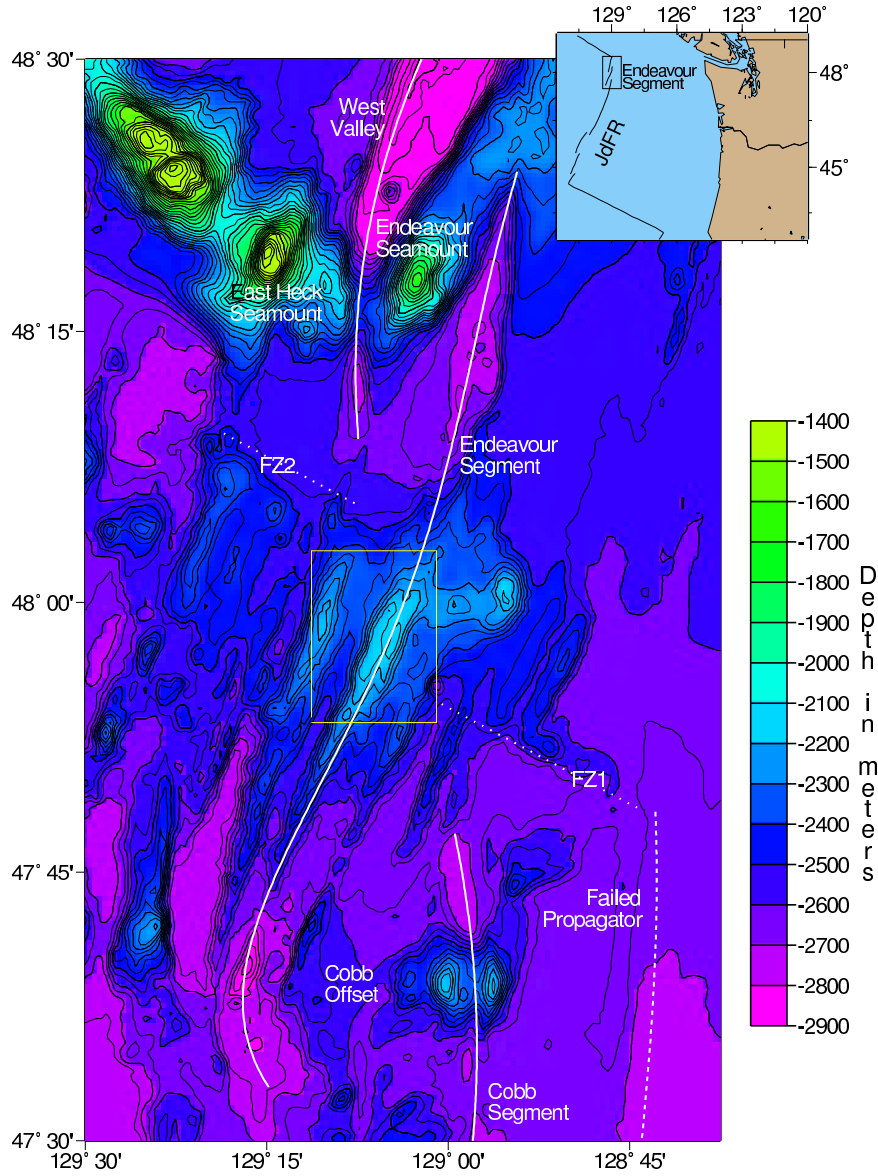 129° 126° 123° 120°
48° 30'
48°
Endeavour
Segment
JdFR
45°
West
Valley
Endeavour
Seamount
East Heck
Seamount
48° 15'
Endeavour
Segment
FZ2
48° 00'
FZ1
47° 45'
Failed
Propagator
Cobb
Offset
Cobb
Segment
47° 30'
129° 30' 129° 15' 129° 00' 128° 45'
-1400
-1500
-1600
-1700
-1800
-1900
-2000
-2100
-2200
-2300
-2400
-2500
-2600
-2700
-2800
-2900
Depth in meters